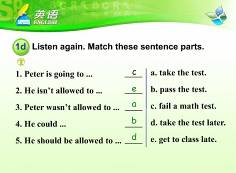 英语
ENGLISH
1d Listen again. Match these sentence parts.
1. Peter is going to ... c a. take the test.
2. He isn't allowed to ... e b. pass the test.
3. Peter wasn't allowed to ... a c. fail a math test.
4. He could ... b d. take the test later.
5. He should be allowed to ... d e. get to class late.